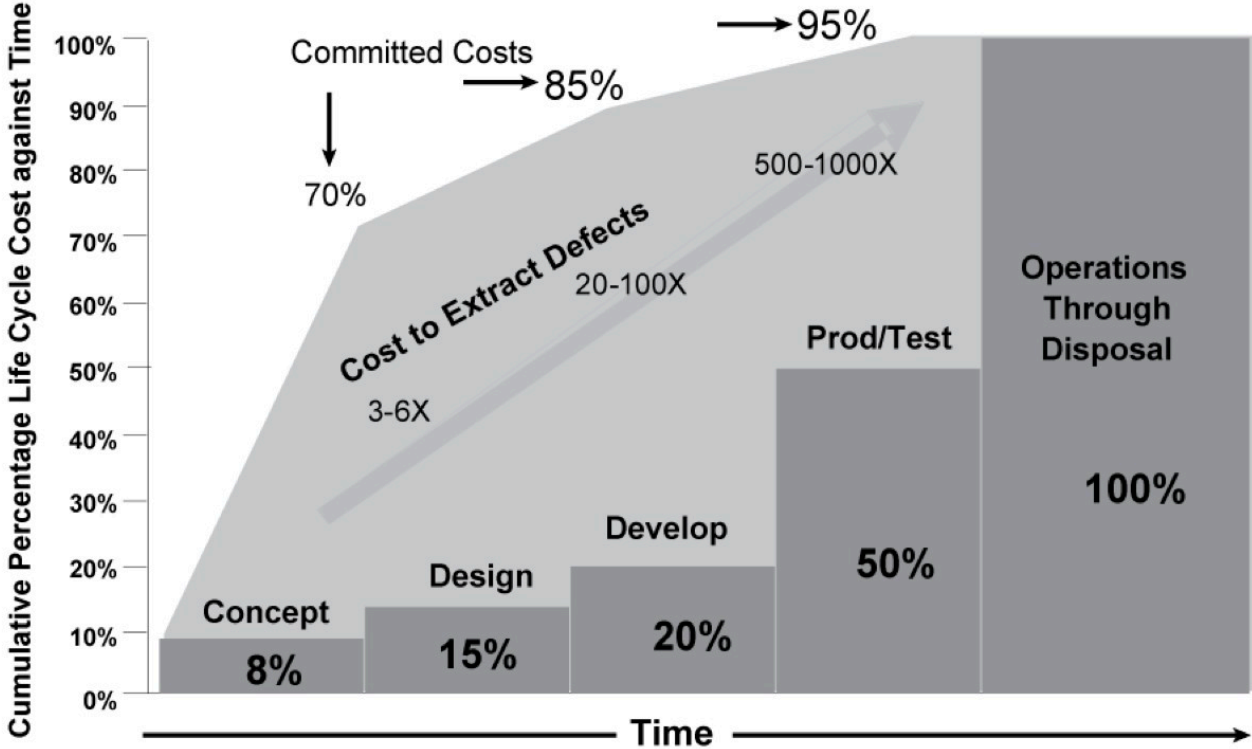 Cumulative Percentage Life Cycle Cost against Time
100%
90%
80%
70%
60%
50%
40%
30%
20%
10%
0%
Committed Costs
70%
85%
95%
Cost to Extract Defects
3-6X
20-100X
500-1000X
Concept
8%
Design
15%
Develop
20%
Prod/Test
50%
Operations
Through
Disposal
100%
Time